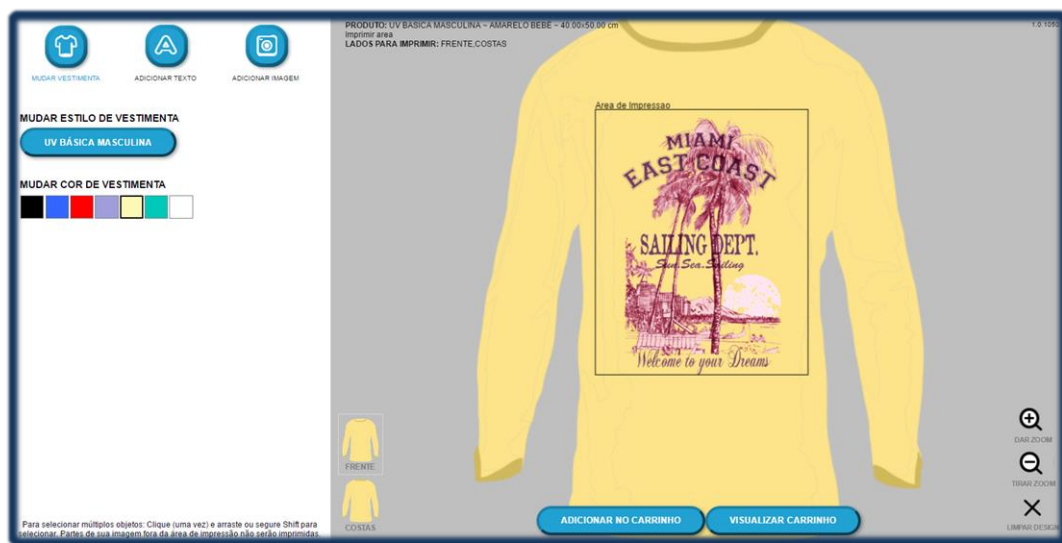 MUDAR VESTIMENTA
ADICIONAR TEXTO
ADICIONAR IMAGEM
MUDAR ESTILO DE VESTIMENTA
UV BÁSICA MASCULINA
MUDAR COR DE VESTIMENTA
Para selecionar múltiplos objetos: Clique (uma vez) e arraste ou segure Shift para
selecionar. Partes de sua imagem fora da área de impressão não serão imprimidas.
PRODUTO: UV BÁSICA MASCULINA ~ AMARELO BEBÊ ~ 40.00x50.00 cm
Imprimir area
LADOS PARA IMPRIMIR: FRENTE,COSTAS
Area de Impressao
MIAMI
EAST COAST
SAILING DEPT.
Sun.Sea.Sailing
Welcome to your Dreams
FRENTE
COSTAS
ADICIONAR NO CARRINHO
VISUALIZAR CARRINHO
DAR ZOOM
TIRAR ZOOM
LIMPAR DESIGN